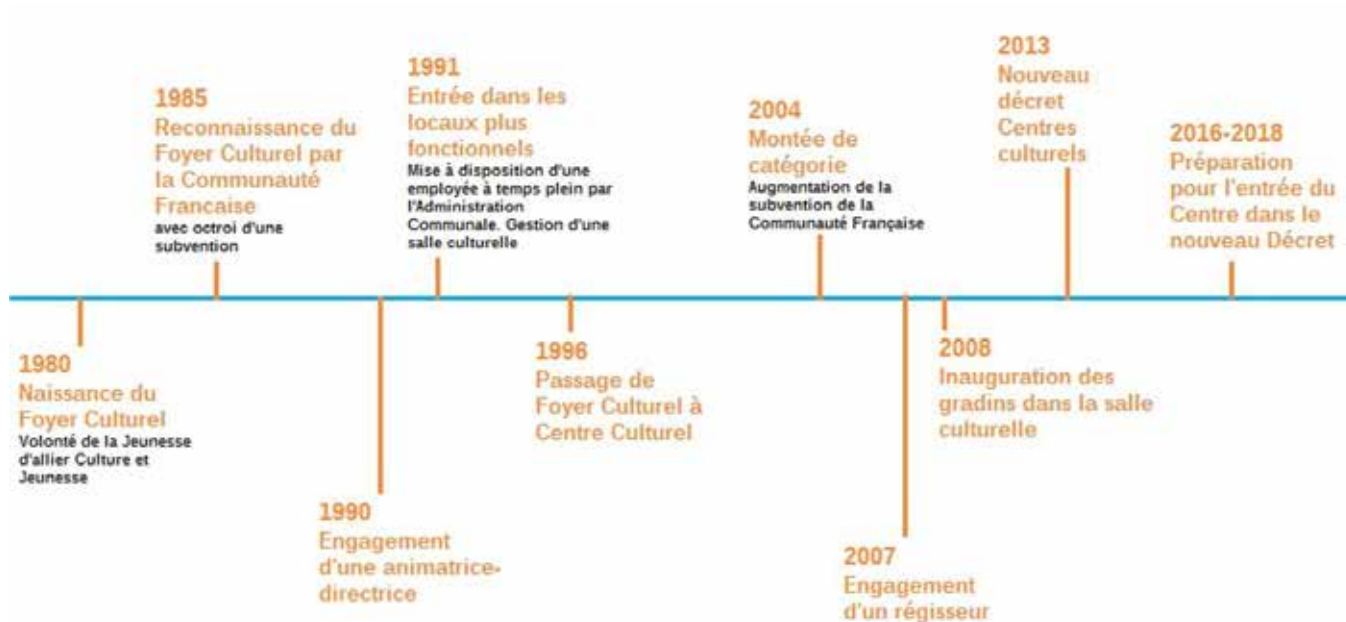 1980
Naissance du
Foyer Culturel
Volonté de la Jeunesse
d'allier Culture et
Jeunesse
1985
Reconnaissance du
Foyer Culturel par
la Communauté
Francaise
avec octroi d'une
subvention
1990
Engagement
d'une animatrice-
directrice
1991
Entrée dans les
locaux plus
fonctionnels
Mise à disposition d'une
employée à temps plein par
l'Administration
Communale. Gestion d'une
salle culturelle
1996
Passage de
Foyer Culturel à
Centre Culturel
2004
Montée de
catégorie
Augmentation de la
subvention de la
Communauté Française
2007
Engagement
d'un régisseur
2008
Inauguration des
gradins dans la salle
culturelle
2013
Nouveau
décret
Centres
culturels
2016-2018
Préparation
pour l'entrée du
Centre dans le
nouveau Décret